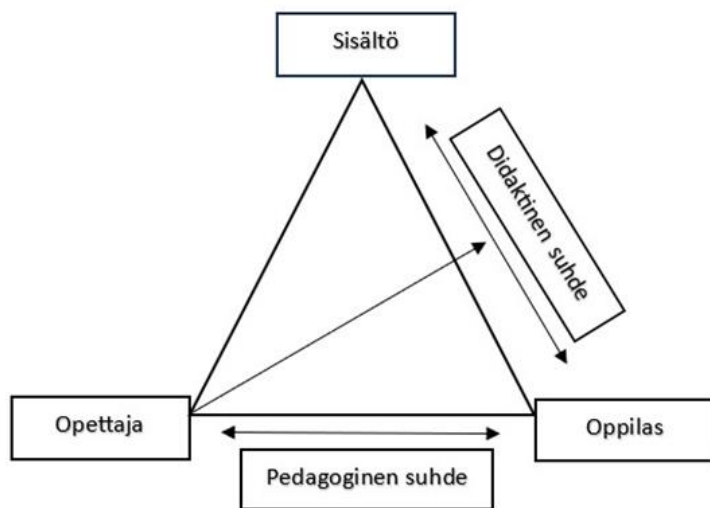 Sisältö
Didaktinen suhde
Opettaja
Oppilas
Pedagoginen suhde